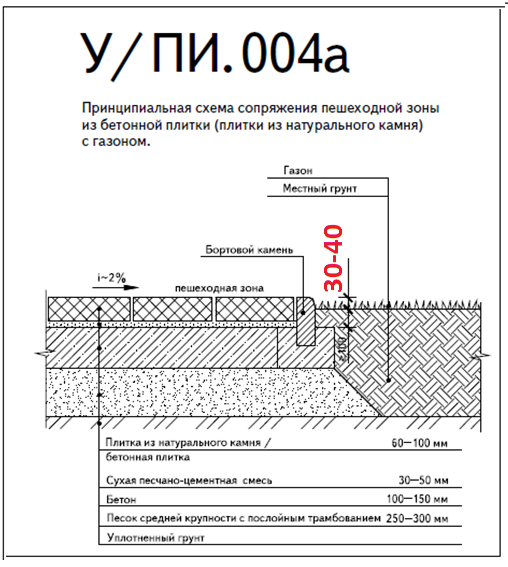 У/ПИ.004а
Принципиальная схема сопряжения пешеходной зоны
из бетонной плитки (плитки из натурального камня)
с газоном.
Газон
Местный грунт
30-40
Бортовой камень
i~2%
пешеходная зона
≥100
Плитка из натурального камня / 60—100 мм
бетонная плитка
Сухая песчано-цементная смесь 30—50 мм
Бетон 100—150 мм
Песок средней крупности с послойным трамбованием 250—300 мм
Уплотненный грунт